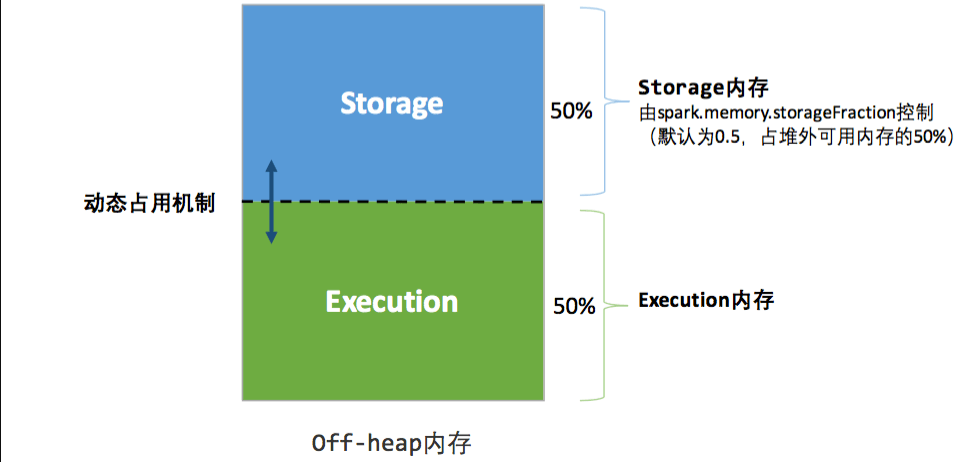 Storage
50%
Storage内存
由spark.memory.storageFraction控制
（默认为0.5，占堆外可用内存的50%）
动态占用机制
Execution
50%
Execution内存
Off-heap内存